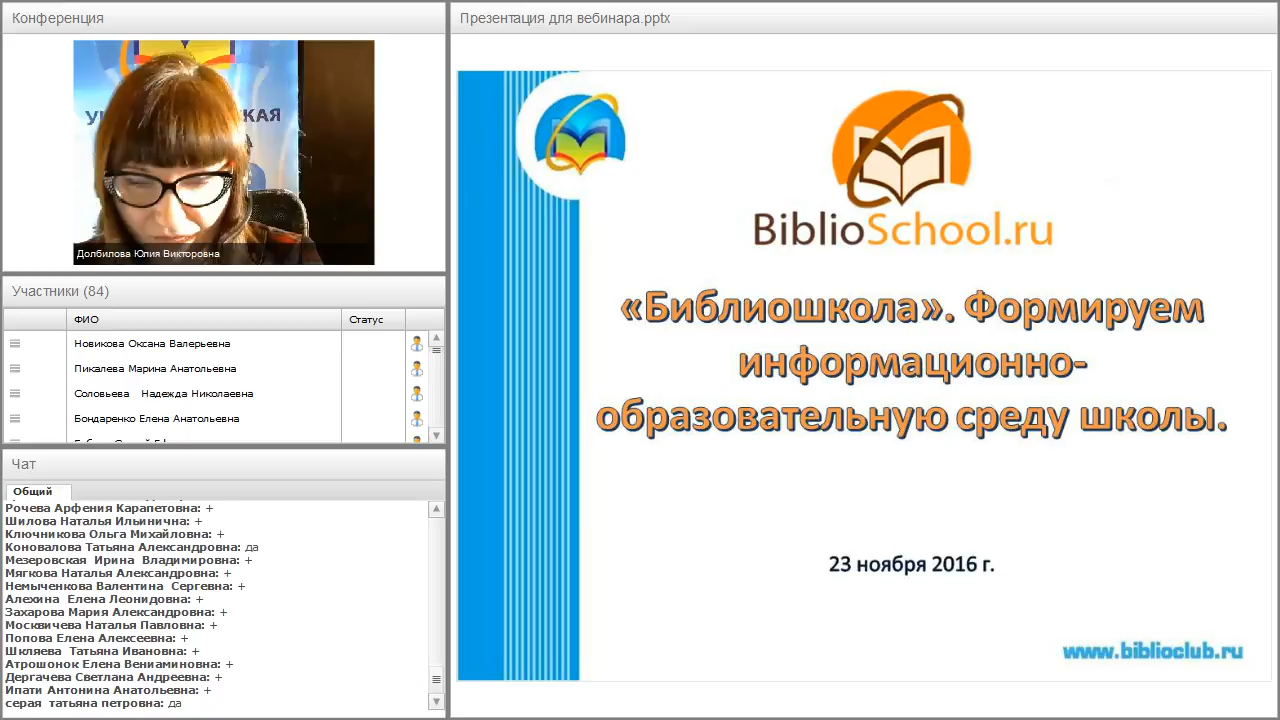 Конференция
УН
КАЯ
Долбилова Юлия Викторовна
Участники (84)
ФИО
Статус
Новикова Оксана Валерьевна
Пикалева Марина Анатольевна
Соловьева Надежда Николаевна
Бондаренко Елена Анатольевна
Чат
Общий
Рочева Арфения Карапетовна: +
Шилова Наталья Ильинична: +
Ключникова Ольга Михайловна: +
Коновалова Татьяна Александровна: да
Мезеровская Ирина Владимировна: +
Мягкова Наталья Александровна: +
Немыченкова Валентина Сергевна: +
Алехина Елена Леонидовна: +
Захарова Мария Александровна: +
Москвичева Наталья Павловна: +
Попова Елена Алексеевна: +
Шкляева Татьяна Ивановна: +
Атрошонок Елена Вениаминовна: +
Дергачева Светлана Андреевна: +
Ипати Антонина Анатольевна: +
серая татьяна петровна: да
Презентация для вебинара.pptx
BiblioSchool.ru
«Библиошкола». Формируем
информационно-
образовательную среду школы.
23 ноября 2016 г.
www.biblioclub.ru